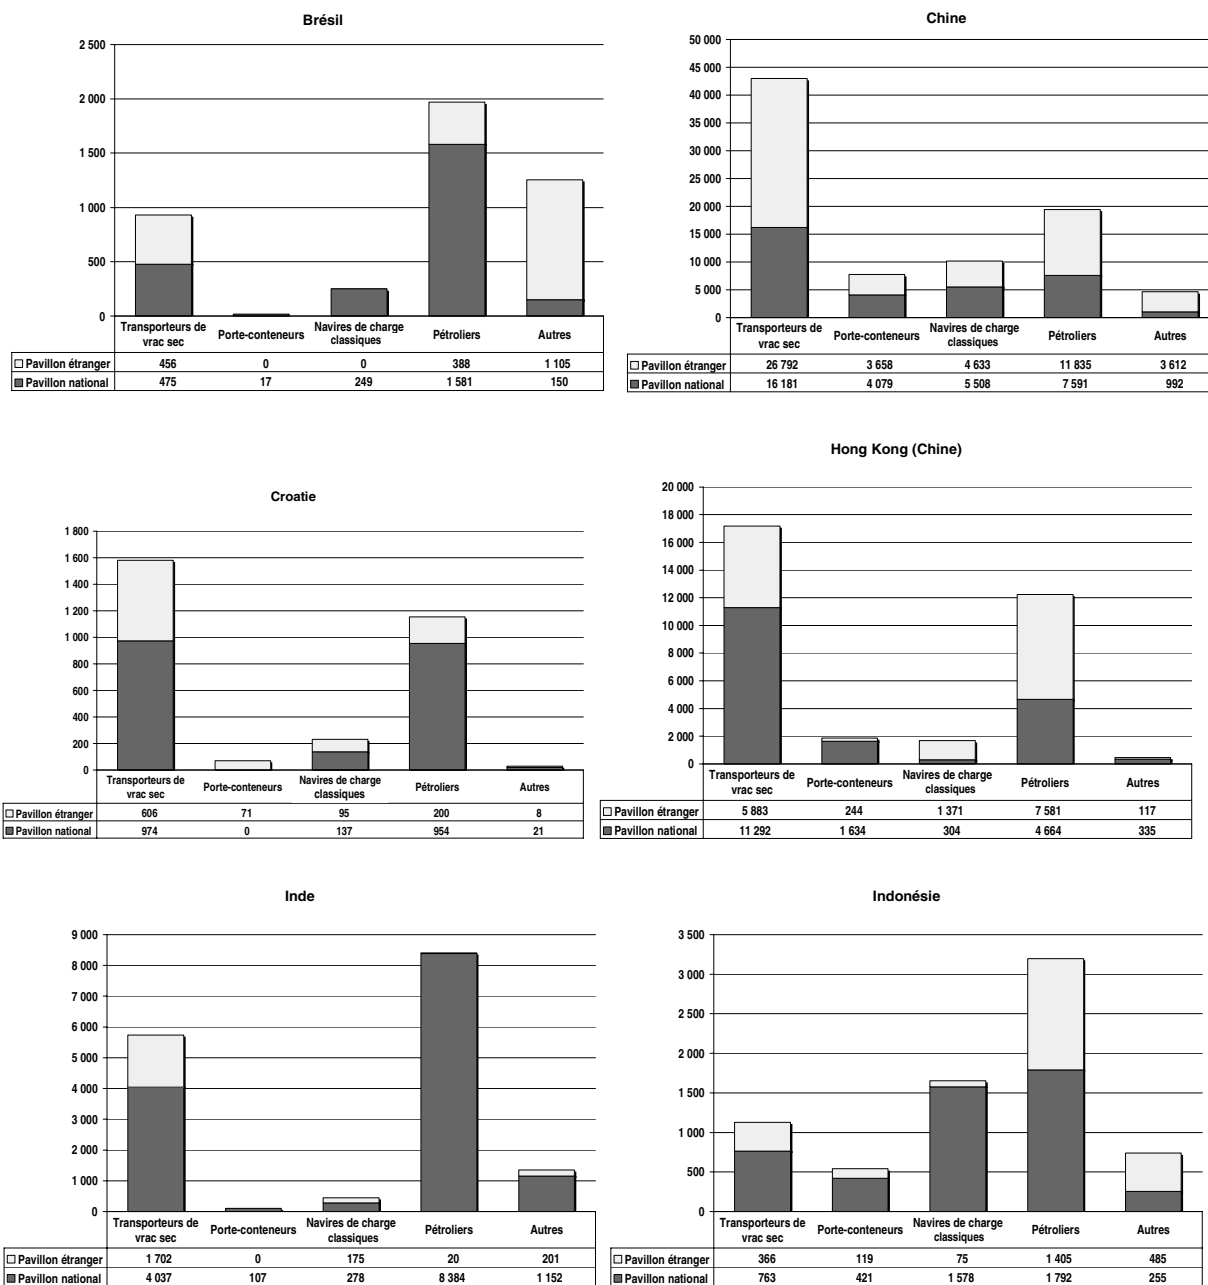 Brésil
2 500
2 000
1 500
1 000
500
0
Transporteurs de vrac sec
Porte-conteneurs
Navires de charge classiques
Pétroliers
Autres
Pavillon étranger 456 0 0 388 1 105
Pavillon national 475 17 249 1 581 150
Chine
50 000
45 000
40 000
35 000
30 000
25 000
20 000
15 000
10 000
5 000
0
Transporteurs de vrac sec
Porte-conteneurs
Navires de charge classiques
Pétroliers
Autres
Pavillon étranger 26 792 3 658 4 633 11 835 3 612
Pavillon national 16 181 4 079 5 508 7 591 992
Croatie
1 800
1 600
1 400
1 200
1 000
800
600
400
200
0
Transporteurs de vrac sec
Porte-conteneurs
Navires de charge classiques
Pétroliers
Autres
Pavillon étranger 606 71 95 200 8
Pavillon national 974 0 137 954 21
Hong Kong (Chine)
20 000
18 000
16 000
14 000
12 000
10 000
8 000
6 000
4 000
2 000
0
Transporteurs de vrac sec
Porte-conteneurs
Navires de charge classiques
Pétroliers
Autres
Pavillon étranger 5 883 244 1 371 7 581 117
Pavillon national 11 292 1 634 304 4 664 335
Inde
9 000
8 000
7 000
6 000
5 000
4 000
3 000
2 000
1 000
0
Transporteurs de vrac sec
Porte-conteneurs
Navires de charge classiques
Pétroliers
Autres
Pavillon étranger 1 702 0 175 20 201
Pavillon national 4 037 107 278 8 384 1 152
Indonésie
3 500
3 000
2 500
2 000
1 500
1 000
500
0
Transporteurs de vrac sec
Porte-conteneurs
Navires de charge classiques
Pétroliers
Autres
Pavillon étranger 366 119 75 1 405 485
Pavillon national 763 421 1 578 1 792 255